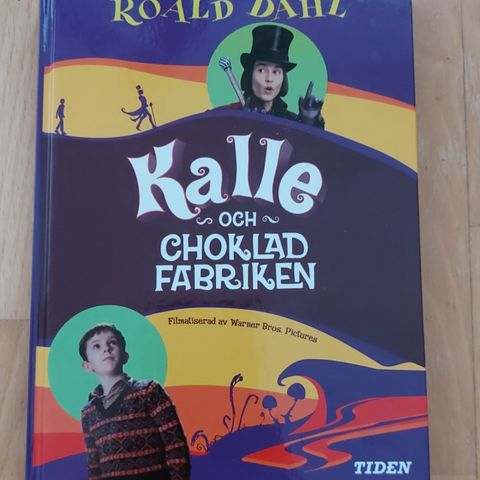 ROALD DAHL
Kalle
OCH
CHOKLAD
FABRIKEN
Filmatiserad av Warner Bros. Pictures
TIDEN